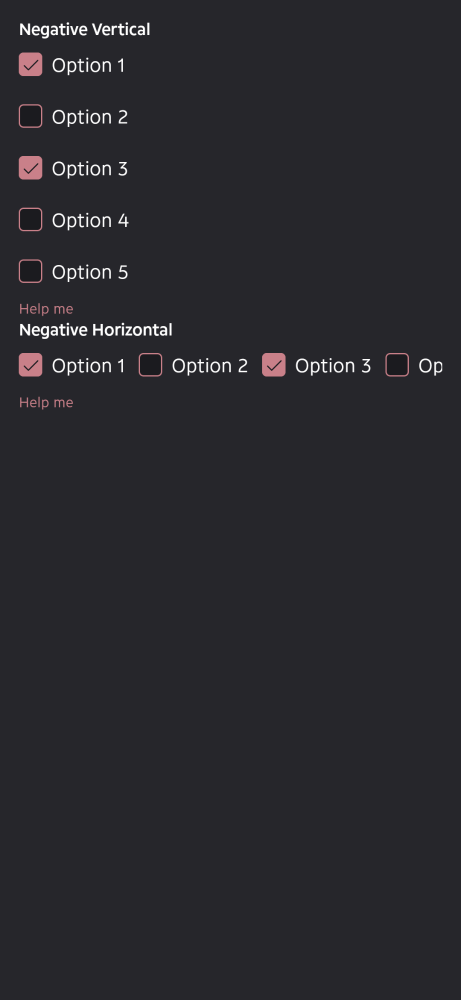 Negative Vertical
Option 1
Option 2
Option 3
Option 4
Option 5
Help me
Negative Horizontal
Option 1 Option 2 Option 3 Op
Help me